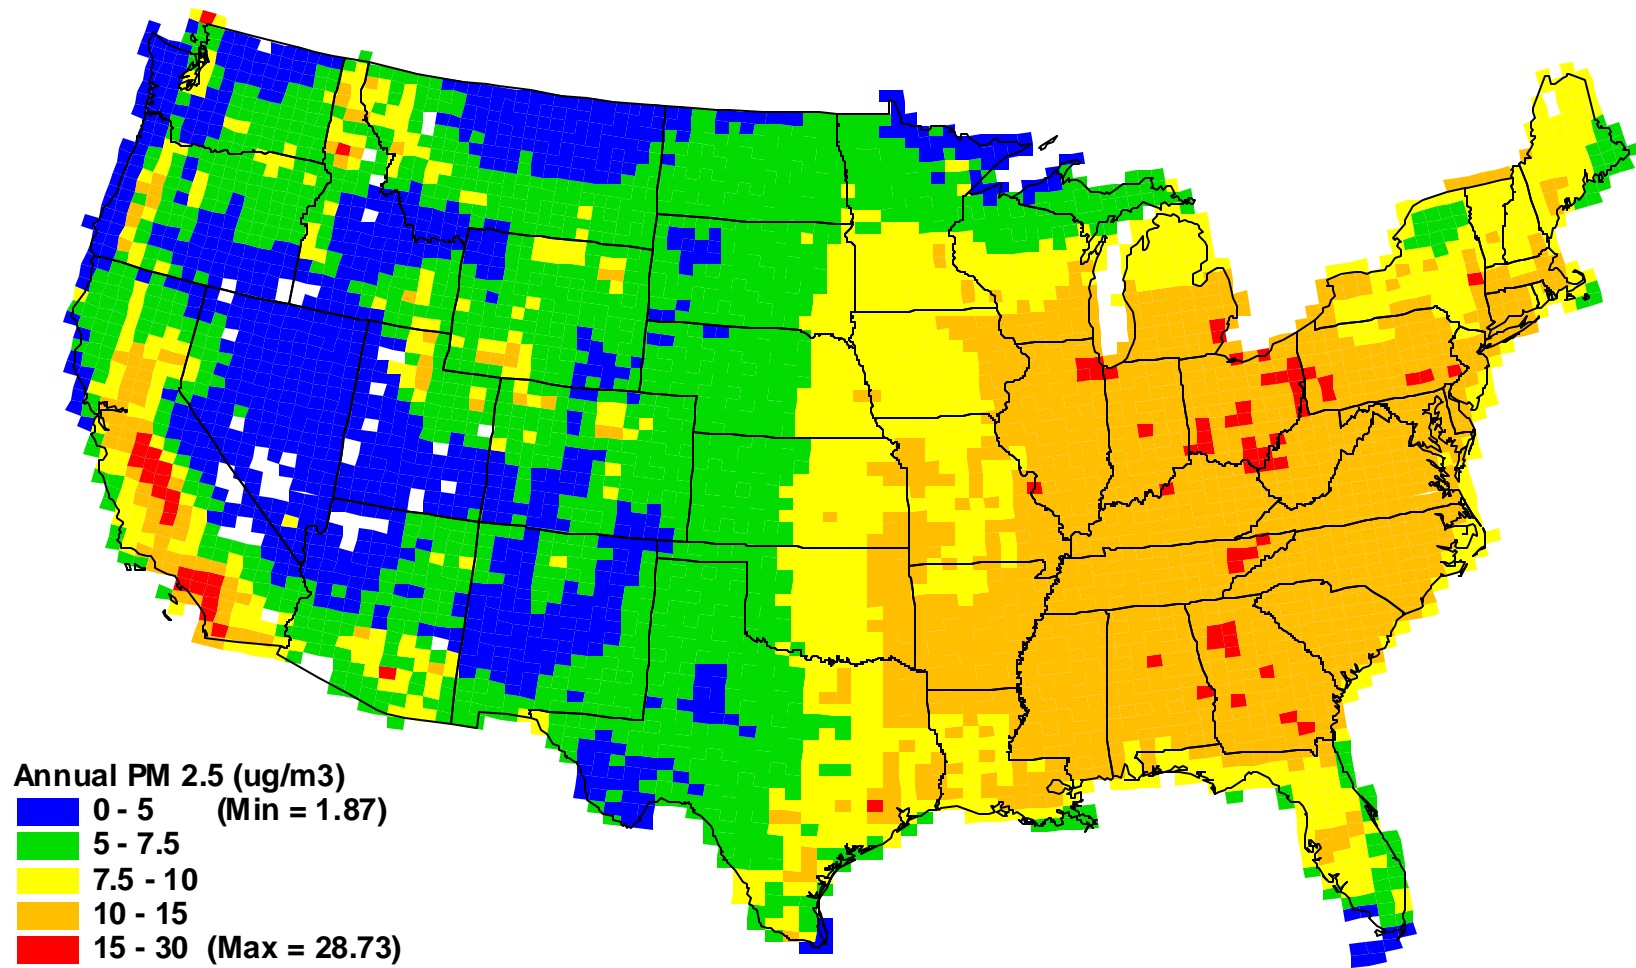 Annual PM 2.5 (ug/m3)
0 - 5 (Min = 1.87)
5 - 7.5
7.5 - 10
10 - 15
15 - 30 (Max = 28.73)